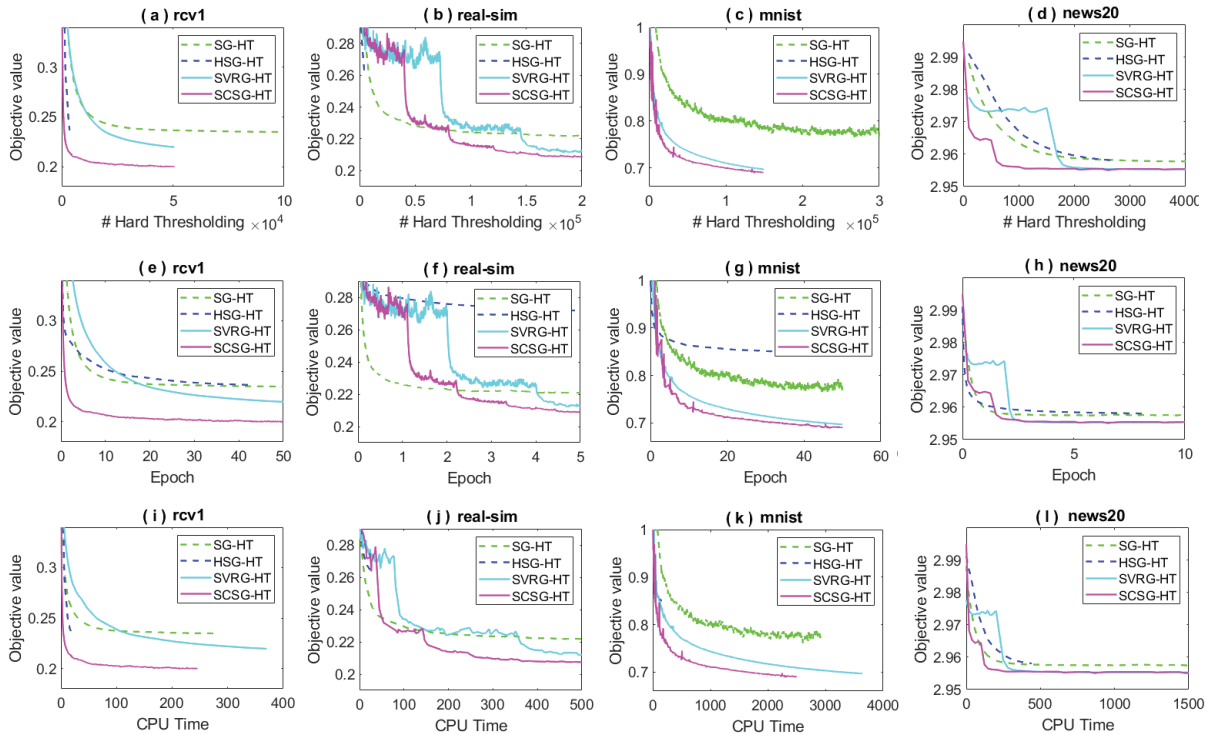 ( a ) rcv1
Objective value
0.3
0.25
0.2
SG-HT
HSG-HT
SVRG-HT
SCSG-HT
0 5 10
# Hard Thresholding ×10^4
( b ) real-sim
Objective value
0.28
0.26
0.24
0.22
0.2
SG-HT
HSG-HT
SVRG-HT
SCSG-HT
0 0.5 1 1.5 2
# Hard Thresholding ×10^5
( c ) mnist
Objective value
1
0.9
0.8
0.7
SG-HT
HSG-HT
SVRG-HT
SCSG-HT
0 1 2 3
# Hard Thresholding ×10^5
( d ) news20
Objective value
2.99
2.98
2.97
2.96
2.95
SG-HT
HSG-HT
SVRG-HT
SCSG-HT
0 1000 2000 3000 4000
# Hard Thresholding
( e ) rcv1
Objective value
0.3
0.25
0.2
SG-HT
HSG-HT
SVRG-HT
SCSG-HT
0 10 20 30 40 50
Epoch
( f ) real-sim
Objective value
0.28
0.26
0.24
0.22
0.2
SG-HT
HSG-HT
SVRG-HT
SCSG-HT
0 1 2 3 4 5
Epoch
( g ) mnist
Objective value
1
0.9
0.8
0.7
SG-HT
HSG-HT
SVRG-HT
SCSG-HT
0 20 40 60
Epoch
( h ) news20
Objective value
2.99
2.98
2.97
2.96
2.95
SG-HT
HSG-HT
SVRG-HT
SCSG-HT
0 5 10
Epoch
( i ) rcv1
Objective value
0.3
0.25
0.2
SG-HT
HSG-HT
SVRG-HT
SCSG-HT
0 100 200 300 400
CPU Time
( j ) real-sim
Objective value
0.28
0.26
0.24
0.22
0.2
SG-HT
HSG-HT
SVRG-HT
SCSG-HT
0 100 200 300 400 500
CPU Time
( k ) mnist
Objective value
1
0.9
0.8
0.7
SG-HT
HSG-HT
SVRG-HT
SCSG-HT
0 1000 2000 3000 4000
CPU Time
( l ) news20
Objective value
2.99
2.98
2.97
2.96
2.95
SG-HT
HSG-HT
SVRG-HT
SCSG-HT
0 500 1000 1500
CPU Time